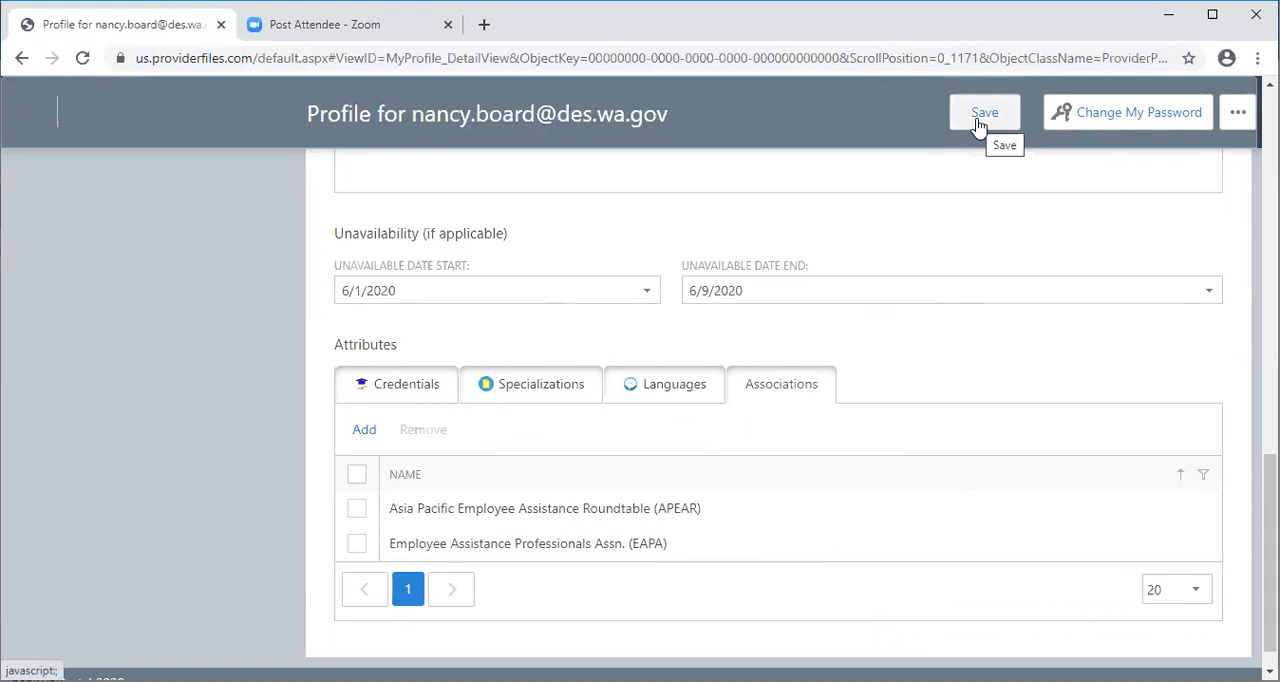 Profile for nancy.board@des.wa.go
Post Attendee - Zoom
us.providerfiles.com/default.aspx#ViewID=MyProfile_DetailView&ObjectKey=00000000-0000-0000-0000-000000000000&ScrollPosition=0_1171&ObjectClassName=ProviderP...
Profile for nancy.board@des.wa.gov
Save
Change My Password
Save
Unavailability (if applicable)
UNAVAILABLE DATE START:
UNAVAILABLE DATE END:
6/1/2020
6/9/2020
Attributes
Credentials
Specializations
Languages
Associations
Add
Remove
NAME
Asia Pacific Employee Assistance Roundtable (APEAR)
Employee Assistance Professionals Assn. (EAPA)
1
20
javascript:;